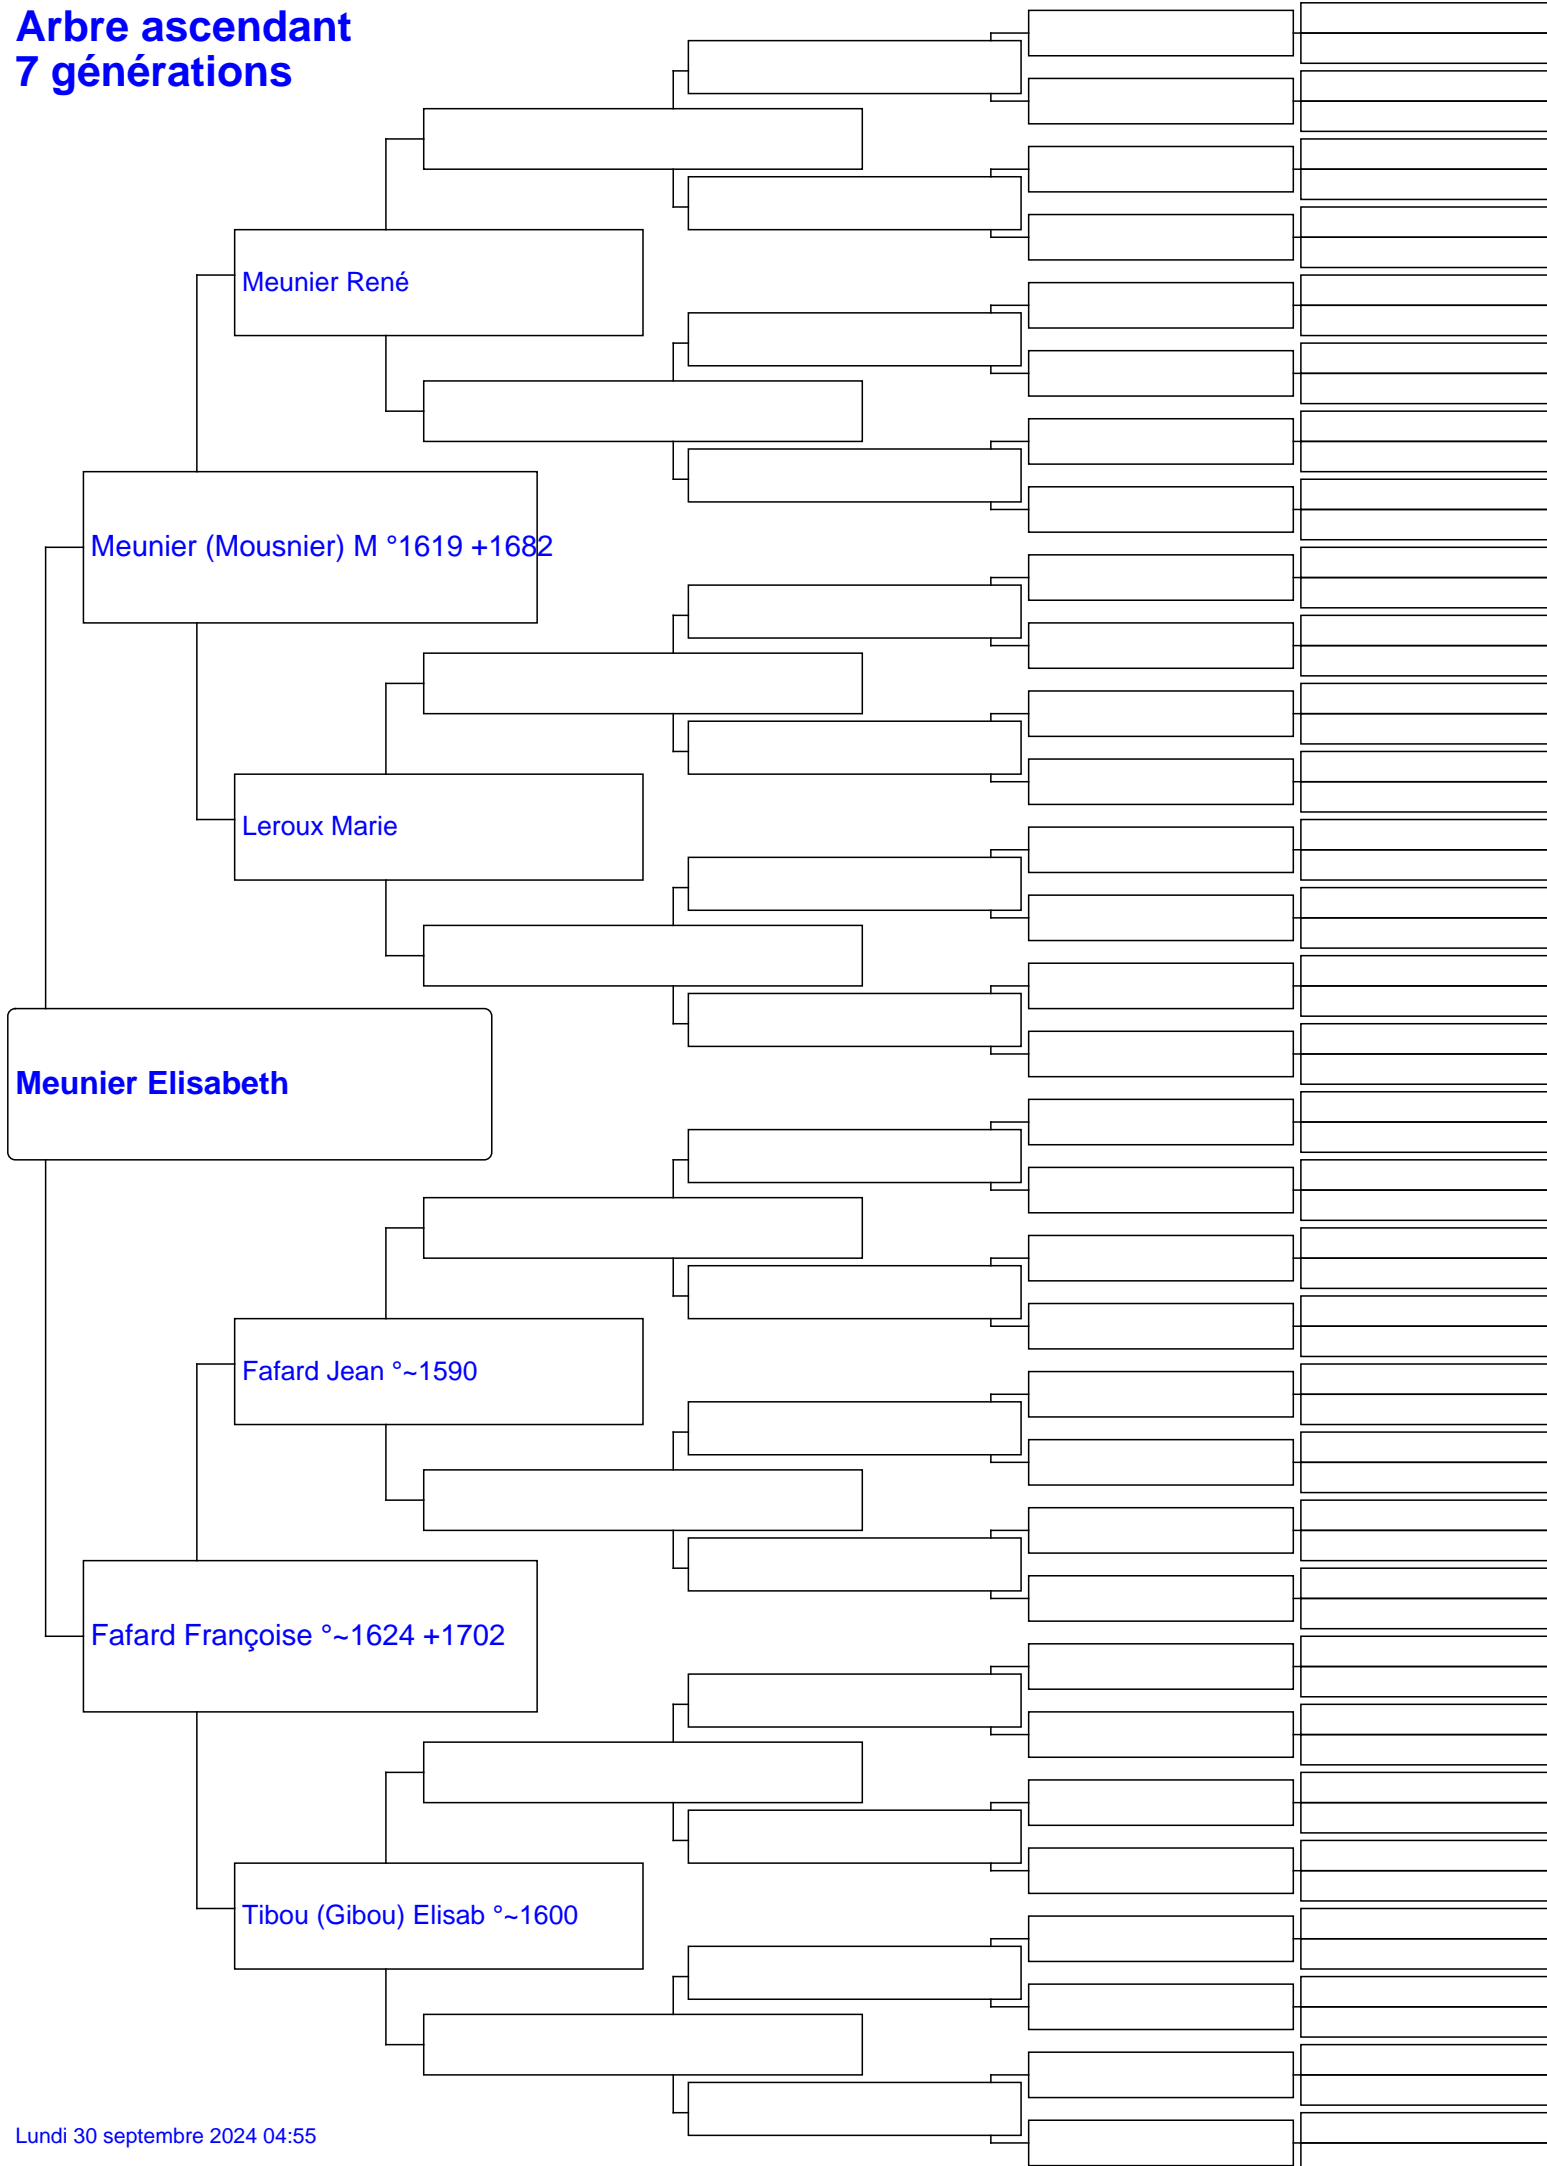 Arbre ascendant
7 générations
Meunier René
Meunier (Mousnier) M °1619 +1682
Leroux Marie
Meunier Elisabeth
Fafard Jean °~1590
Fafard Françoise °~1624 +1702
Tibou (Gibou) Elisab °~1600
Lundi 30 septembre 2024 04:55